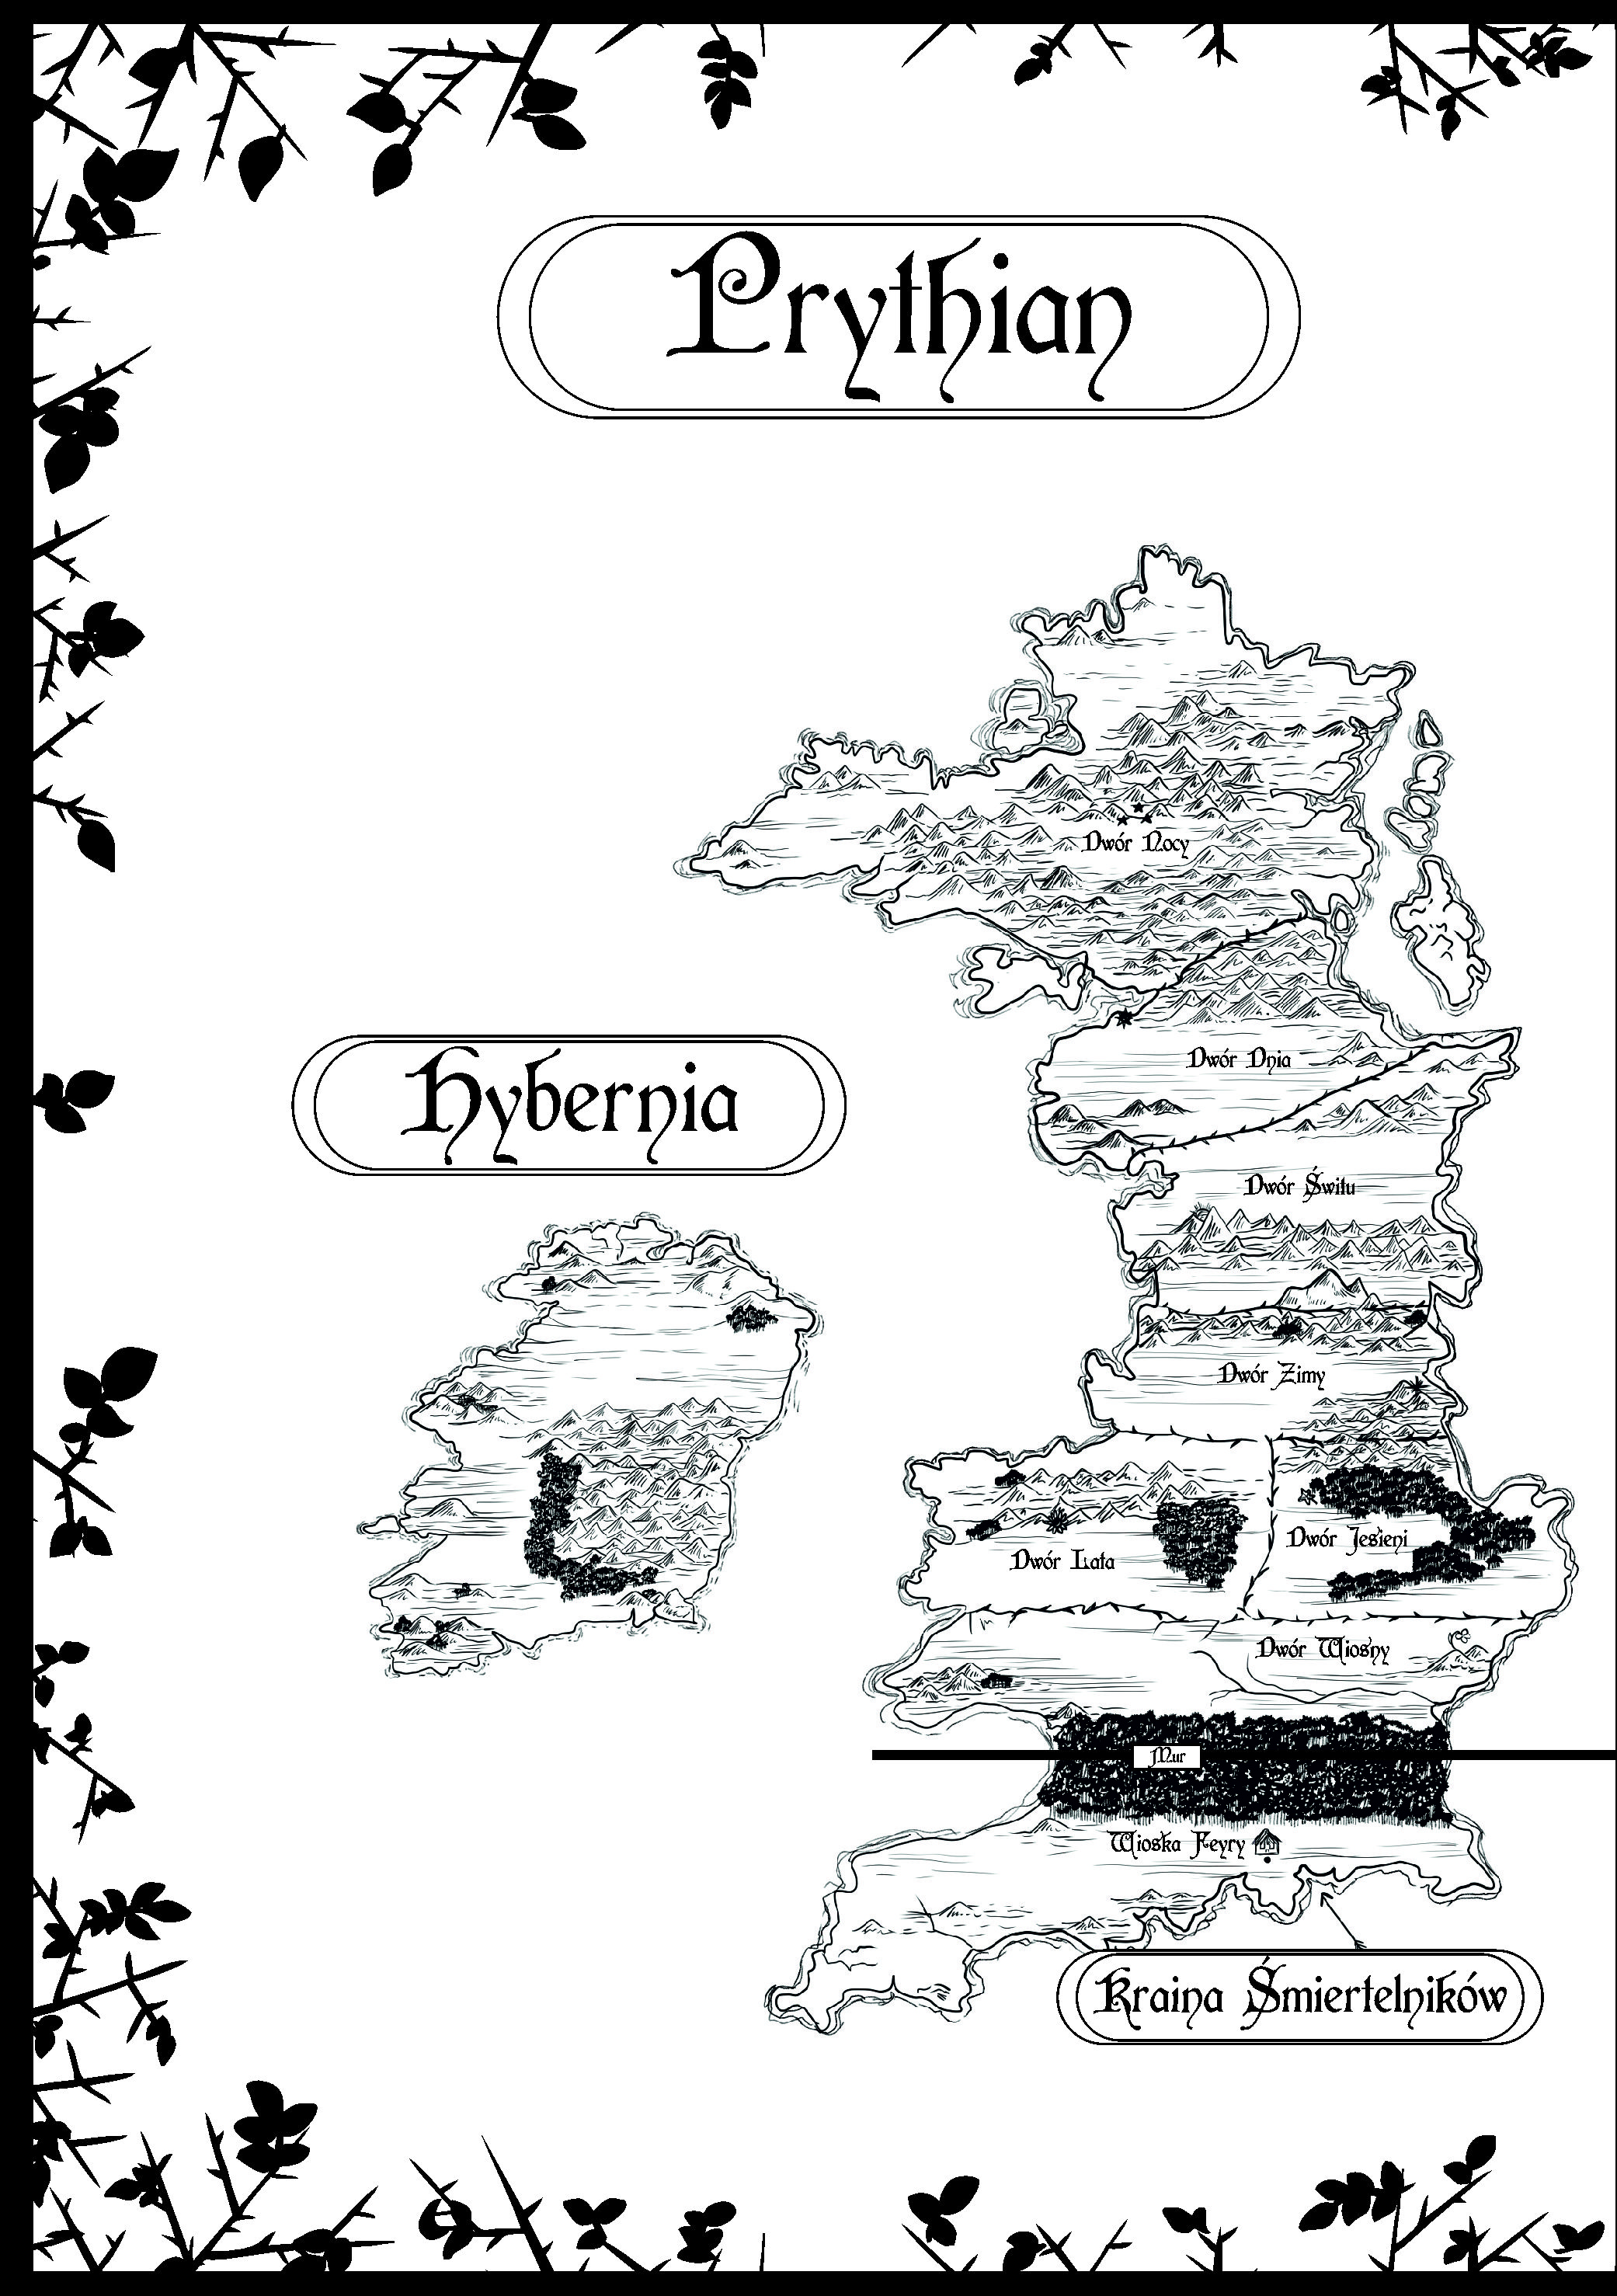 Prythian
Dwór Nocy
Hybernia
Dwór Dnia
Dwór Świtu
Dwór Zimy
Dwór Jesieni
Dwór Lata
Dwór Wiosny
Mur
Wioska Feyry
Kraina Śmiertelników